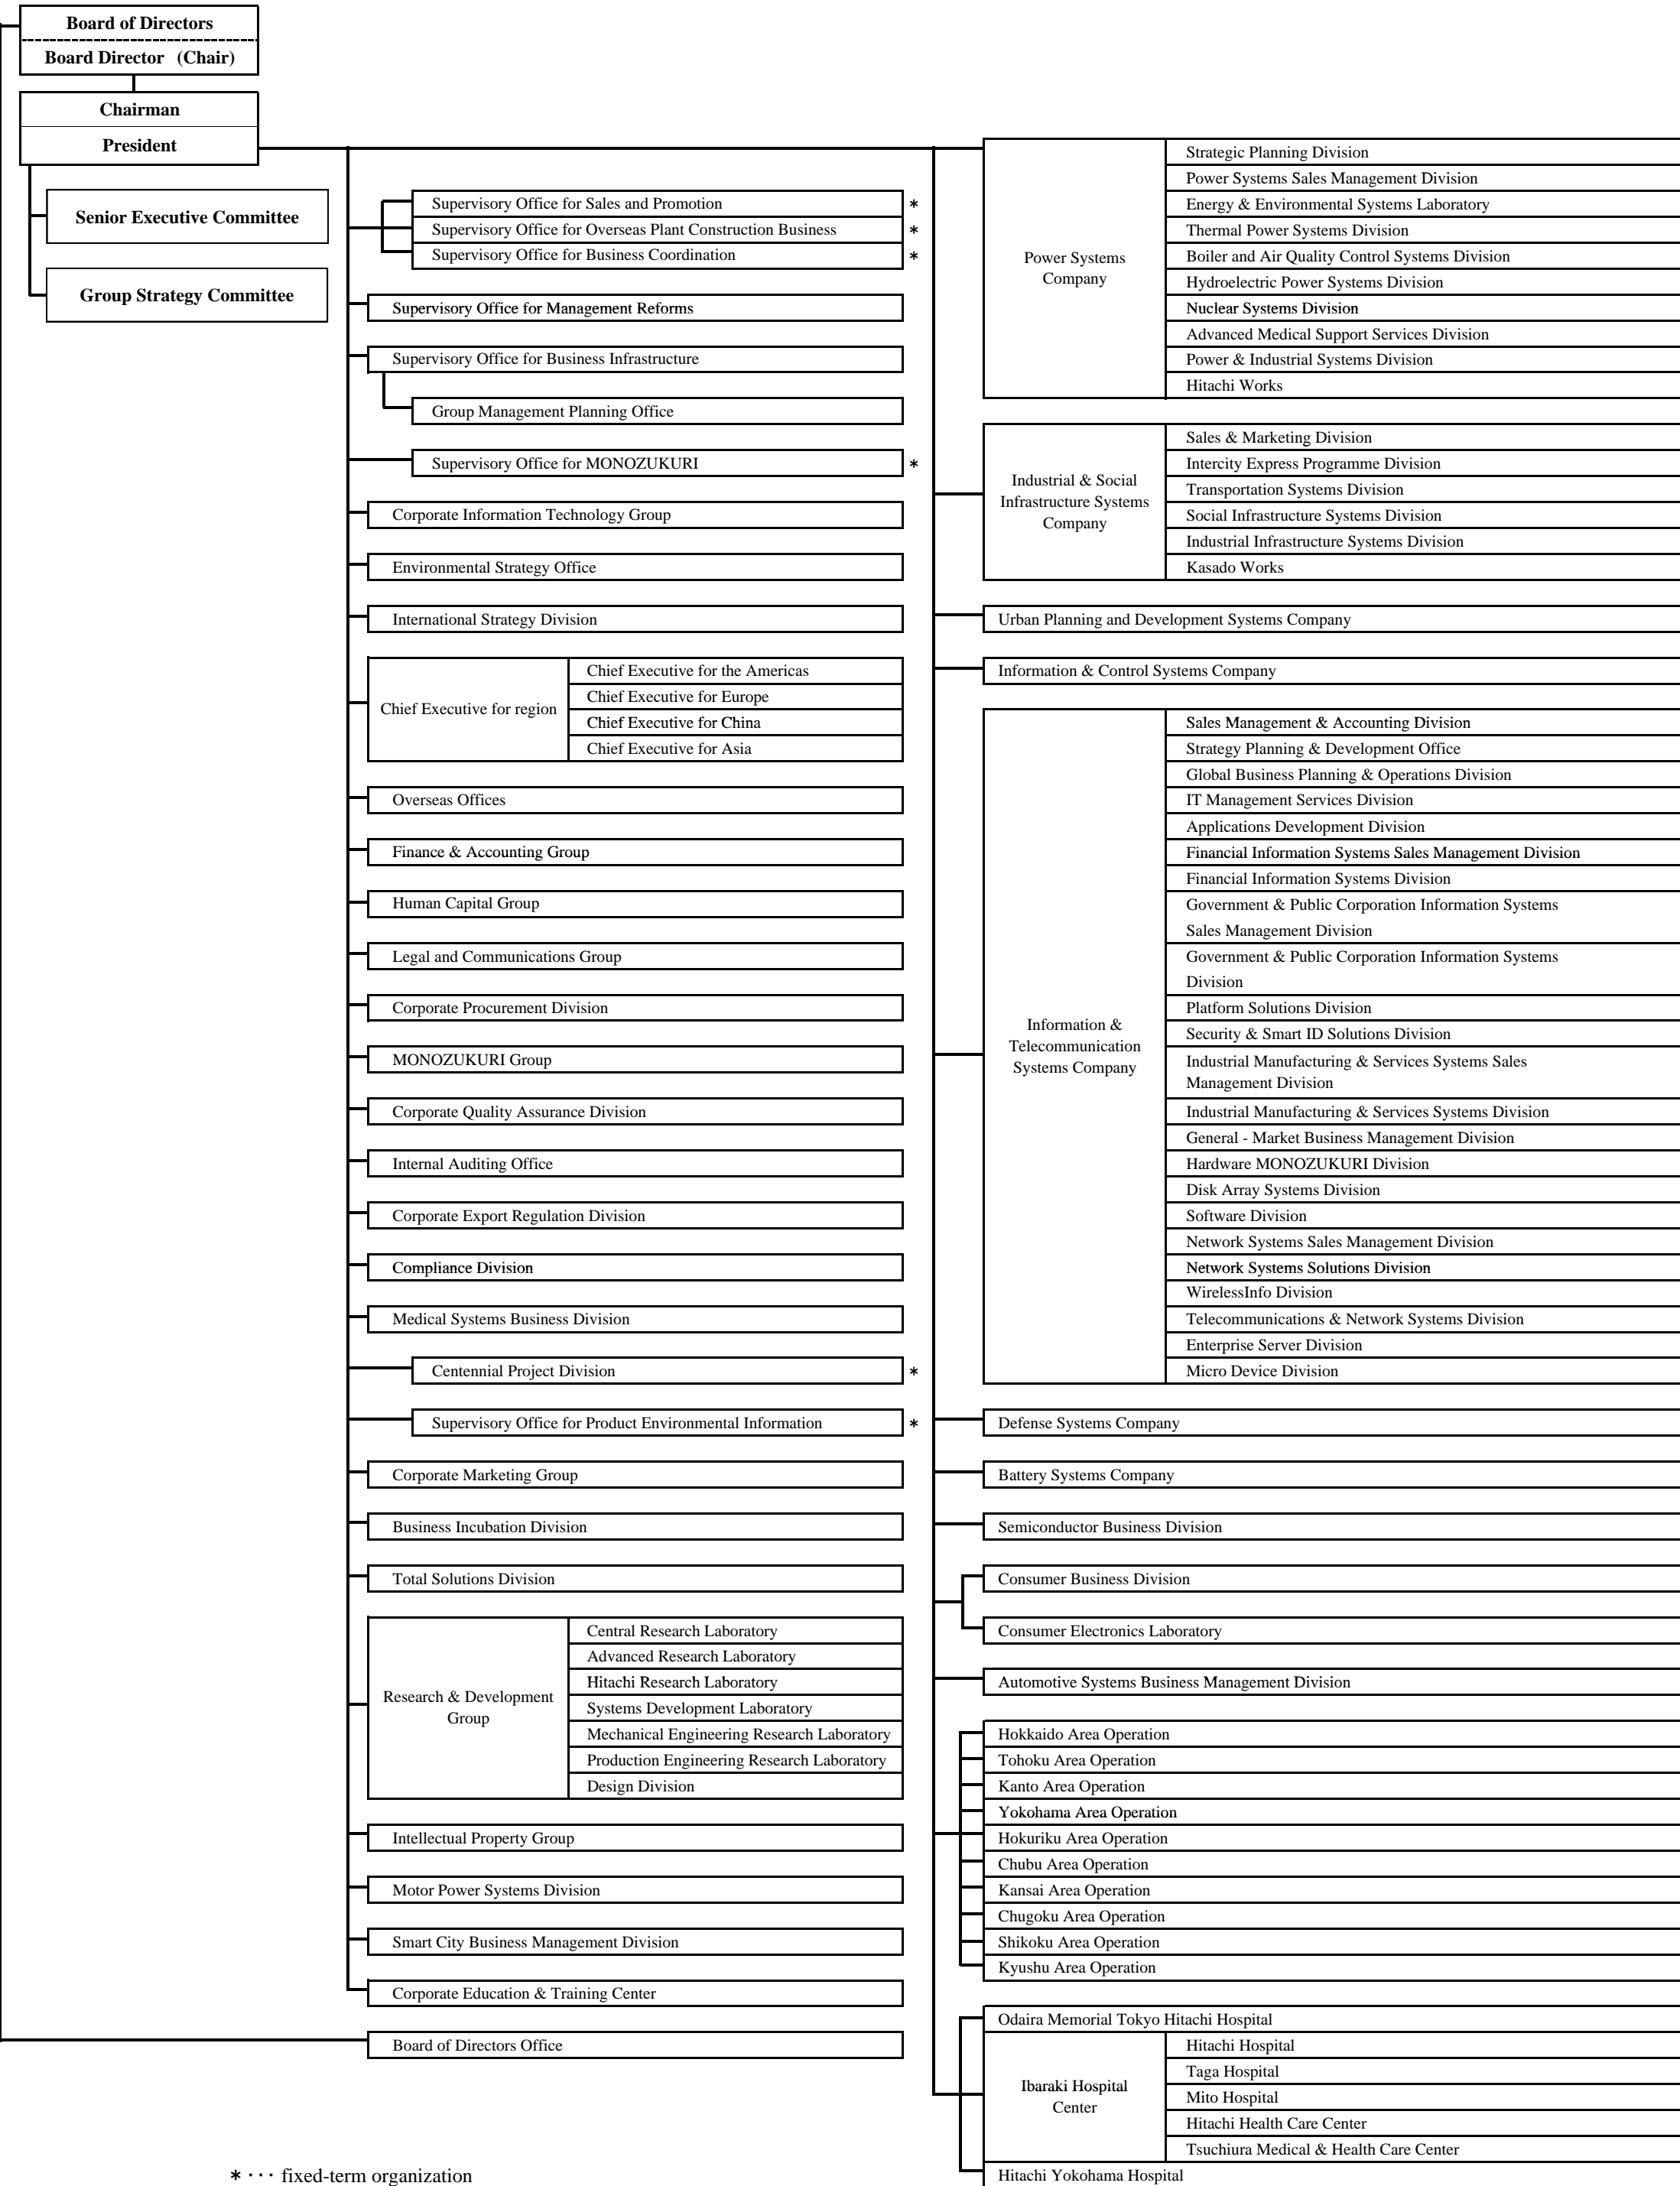 Board of Directors
Board Director (Chair)
Chairman
President
Senior Executive Committee
Group Strategy Committee
Supervisory Office for Sales and Promotion *
Supervisory Office for Overseas Plant Construction Business *
Supervisory Office for Business Coordination *
Supervisory Office for Management Reforms
Supervisory Office for Business Infrastructure
Group Management Planning Office
Supervisory Office for MONOZUKURI *
Corporate Information Technology Group
Environmental Strategy Office
International Strategy Division
Chief Executive for region
Chief Executive for the Americas
Chief Executive for Europe
Chief Executive for China
Chief Executive for Asia
Overseas Offices
Finance & Accounting Group
Human Capital Group
Legal and Communications Group
Corporate Procurement Division
MONOZUKURI Group
Corporate Quality Assurance Division
Internal Auditing Office
Corporate Export Regulation Division
Compliance Division
Medical Systems Business Division
Centennial Project Division *
Supervisory Office for Product Environmental Information *
Corporate Marketing Group
Business Incubation Division
Total Solutions Division
Research & Development
Group
Central Research Laboratory
Advanced Research Laboratory
Hitachi Research Laboratory
Systems Development Laboratory
Mechanical Engineering Research Laboratory
Production Engineering Research Laboratory
Design Division
Intellectual Property Group
Motor Power Systems Division
Smart City Business Management Division
Corporate Education & Training Center
Board of Directors Office
Power Systems
Company
Strategic Planning Division
Power Systems Sales Management Division
Energy & Environmental Systems Laboratory
Thermal Power Systems Division
Boiler and Air Quality Control Systems Division
Hydroelectric Power Systems Division
Nuclear Systems Division
Advanced Medical Support Services Division
Power & Industrial Systems Division
Hitachi Works
Industrial & Social
Infrastructure Systems
Company
Sales & Marketing Division
Intercity Express Programme Division
Transportation Systems Division
Social Infrastructure Systems Division
Industrial Infrastructure Systems Division
Kasado Works
Urban Planning and Development Systems Company
Information & Control Systems Company
Information &
Telecommunication
Systems Company
Sales Management & Accounting Division
Strategy Planning & Development Office
Global Business Planning & Operations Division
IT Management Services Division
Applications Development Division
Financial Information Systems Sales Management Division
Financial Information Systems Division
Government & Public Corporation Information Systems
Sales Management Division
Government & Public Corporation Information Systems
Division
Platform Solutions Division
Security & Smart ID Solutions Division
Industrial Manufacturing & Services Systems Sales
Management Division
Industrial Manufacturing & Services Systems Division
General - Market Business Management Division
Hardware MONOZUKURI Division
Disk Array Systems Division
Software Division
Network Systems Sales Management Division
Network Systems Solutions Division
WirelessInfo Division
Telecommunications & Network Systems Division
Enterprise Server Division
Micro Device Division
Defense Systems Company
Battery Systems Company
Semiconductor Business Division
Consumer Business Division
Consumer Electronics Laboratory
Automotive Systems Business Management Division
Hokkaido Area Operation
Tohoku Area Operation
Kanto Area Operation
Yokohama Area Operation
Hokuriku Area Operation
Chubu Area Operation
Kansai Area Operation
Chugoku Area Operation
Shikoku Area Operation
Kyushu Area Operation
Odaira Memorial Tokyo Hitachi Hospital
Ibaraki Hospital
Center
Hitachi Hospital
Taga Hospital
Mito Hospital
Hitachi Health Care Center
Tsuchiura Medical & Health Care Center
Hitachi Yokohama Hospital
* ･･･ fixed-term organization